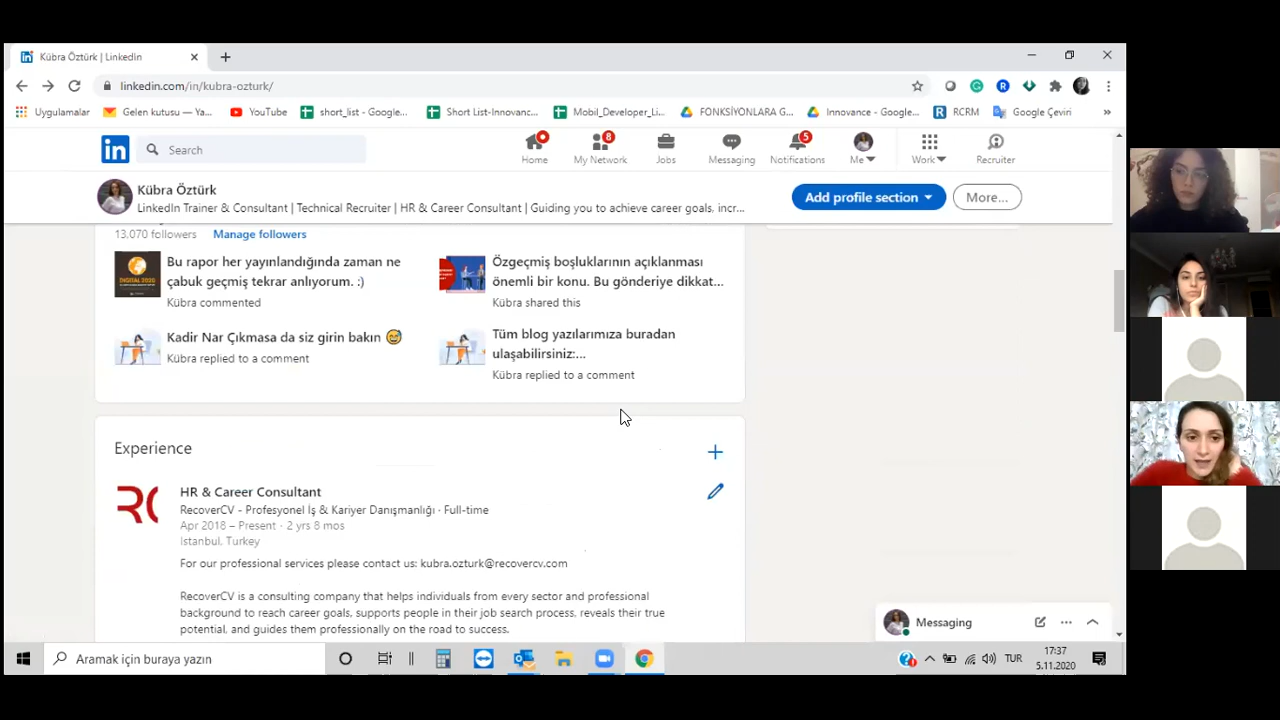 Kübra Öztürk | LinkedIn
linkedin.com/in/kubra-ozturk/
Uygulamalar
Gelen kutusu — Ya...
YouTube
short_list - Google...
Short List-Innovanc...
Mobil_Developer_Li...
FONKSİYONLARA G...
Innovance - Google...
RCRM
Google Çeviri
»
in
Search
Home
8
My Network
Jobs
Messaging
5
Notifications
Me
Work
Recruiter
Kübra Öztürk
LinkedIn Trainer & Consultant | Technical Recruiter | HR & Career Consultant | Guiding you to achieve career goals, incr...
Add profile section
More...
13,070 followers
Manage followers
Bu rapor her yayınlandığında zaman ne
çabuk geçmiş tekrar anlıyorum. :)
Kübra commented
Özgeçmiş boşluklarının açıklanması
önemli bir konu. Bu gönderiye dikkat...
Kübra shared this
Kadir Nar Çıkmasa da siz girin bakın 😅
Kübra replied to a comment
Tüm blog yazılarımıza buradan
ulaşabilirsiniz:...
Kübra replied to a comment
Experience
HR & Career Consultant
RecoverCV - Profesyonel İş & Kariyer Danışmanlığı · Full-time
Apr 2018 – Present · 2 yrs 8 mos
Istanbul, Turkey
For our professional services please contact us: kubra.ozturk@recovercv.com
RecoverCV is a consulting company that helps individuals from every sector and professional
background to reach career goals, supports people in their job search process, reveals their true
potential, and guides them professionally on the road to success.
Messaging
Aramak için buraya yazın
TUR
17:37
5.11.2020